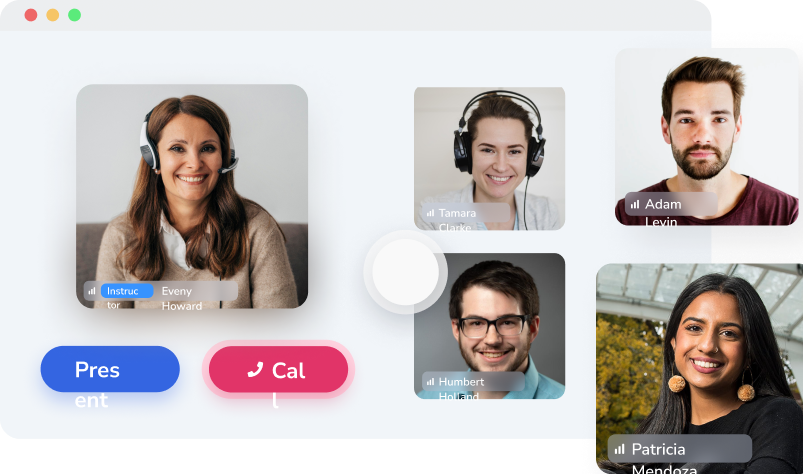 Tamara
Clarke
Adam
Levin
Instruc
tor
Eveny
Howard
Humbert
Holland
Pres
ent
Cal
l
Patricia
Mendoza